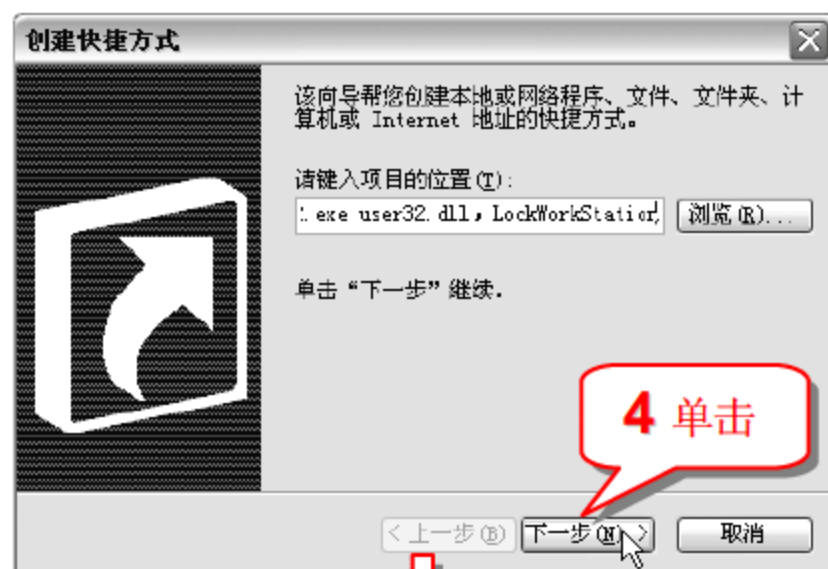 创建快捷方式
该向导帮您创建本地或网络程序、文件、文件夹、计
算机或 Internet 地址的快捷方式。
请键入项目的位置(T):
.exe user32.dll，LockWorkStation
浏览(R)...
单击“下一步”继续.
4 单击
<上一步(B)
下一步(N)>
取消